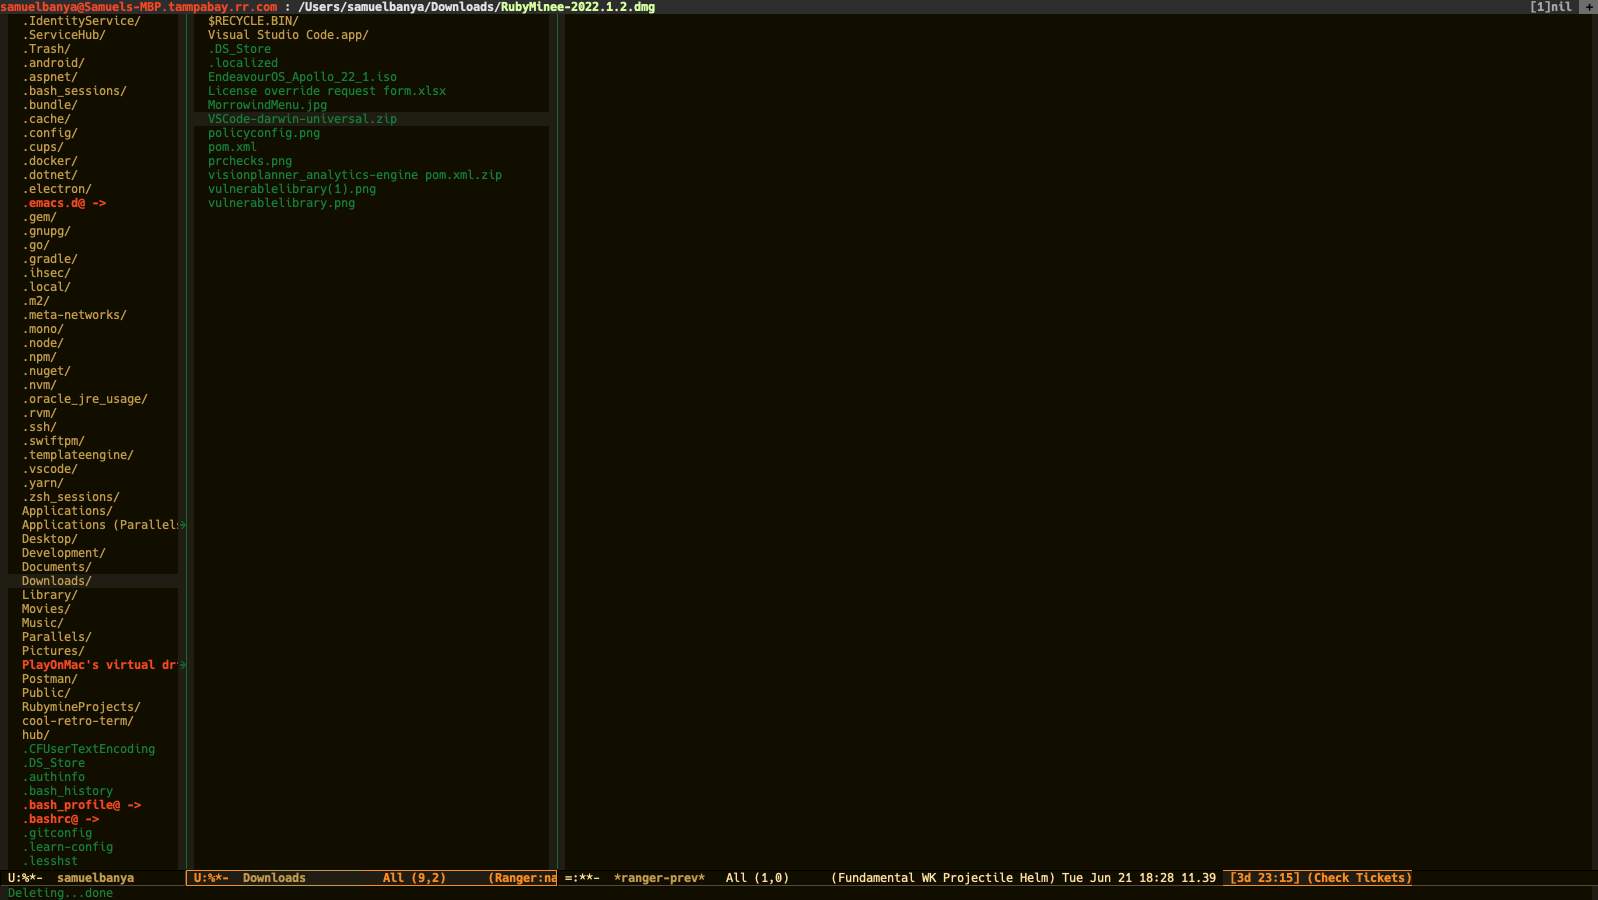 samuelbanya@Samuels-MBP.tammpabay.rr.com : /Users/samuelbanya/Downloads/RubyMinee-2022.1.2.dmg [1]nil +
.IdentityService/
.ServiceHub/
.Trash/
.android/
.aspnet/
.bash_sessions/
.bundle/
.cache/
.config/
.cups/
.docker/
.dotnet/
.electron/
.emacs.d@ ->
.gem/
.gnupg/
.go/
.gradle/
.ihsec/
.local/
.m2/
.meta-networks/
.mono/
.node/
.npm/
.nuget/
.nvm/
.oracle_jre_usage/
.rvm/
.ssh/
.swiftpm/
.templateengine/
.vscode/
.yarn/
.zsh_sessions/
Applications/
Applications (Parallels
Desktop/
Development/
Documents/
Downloads/
Library/
Movies/
Music/
Parallels/
Pictures/
PlayOnMac's virtual dr
Postman/
Public/
RubymineProjects/
cool-retro-term/
hub/
.CFUserTextEncoding
.DS_Store
.authinfo
.bash_history
.bash_profile@ ->
.bashrc@ ->
.gitconfig
.learn-config
.lesshst
$RECYCLE.BIN/
Visual Studio Code.app/
.DS_Store
.localized
EndeavourOS_Apollo_22_1.iso
License override request form.xlsx
MorrowindMenu.jpg
VSCode-darwin-universal.zip
policyconfig.png
pom.xml
prchecks.png
visionplanner_analytics-engine pom.xml.zip
vulnerablelibrary(1).png
vulnerablelibrary.png
U:%*- samuelbanya
U:%*- Downloads All (9,2) (Ranger:na
=:**- *ranger-prev* All (1,0) (Fundamental WK Projectile Helm) Tue Jun 21 18:28 11.39 [3d 23:15] (Check Tickets)
Deleting...done